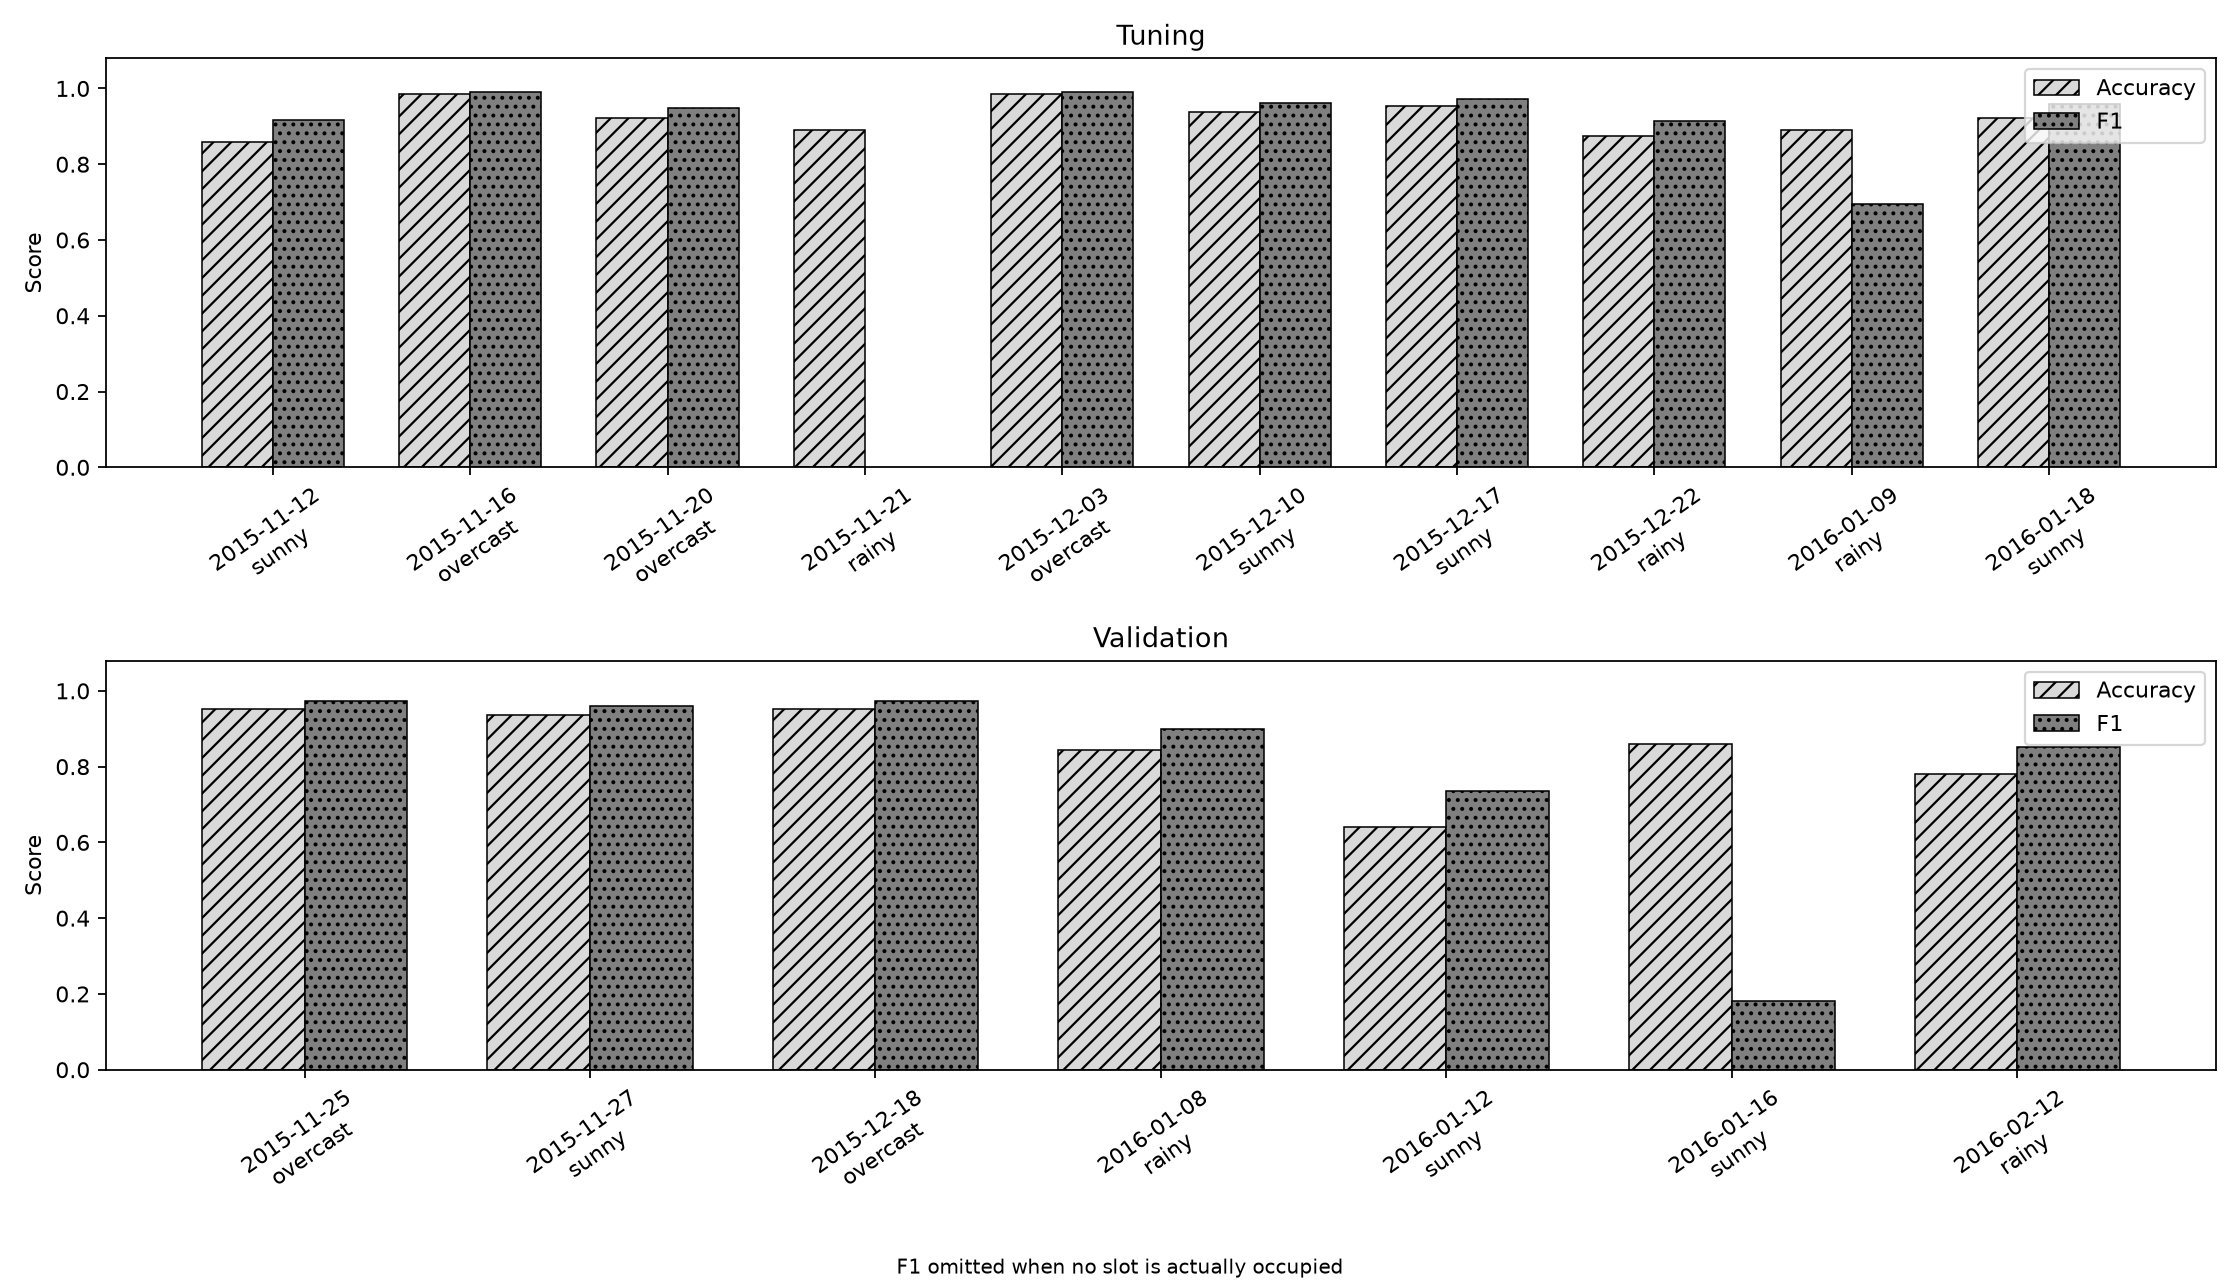 Tuning
Accuracy
F1
Score
1.0
0.8
0.6
0.4
0.2
0.0
2015-11-12
sunny
2015-11-16
overcast
2015-11-20
overcast
2015-11-21
rainy
2015-12-03
overcast
2015-12-10
sunny
2015-12-17
sunny
2015-12-22
rainy
2016-01-09
rainy
2016-01-18
sunny
Validation
Accuracy
F1
Score
1.0
0.8
0.6
0.4
0.2
0.0
2015-11-25
overcast
2015-11-27
sunny
2015-12-18
overcast
2016-01-08
rainy
2016-01-12
sunny
2016-01-16
sunny
2016-02-12
rainy
F1 omitted when no slot is actually occupied